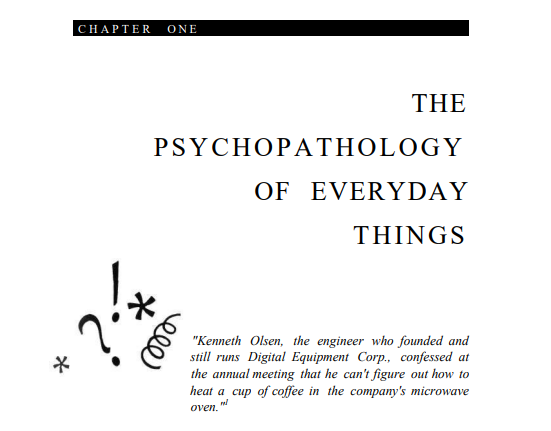 CHAPTER ONE
THE
PSYCHOPATHOLOGY
OF EVERYDAY
THINGS
!
*
?
*
"Kenneth Olsen, the engineer who founded and
still runs Digital Equipment Corp., confessed at
the annual meeting that he can't figure out how to
heat a cup of coffee in the company's microwave
oven."1